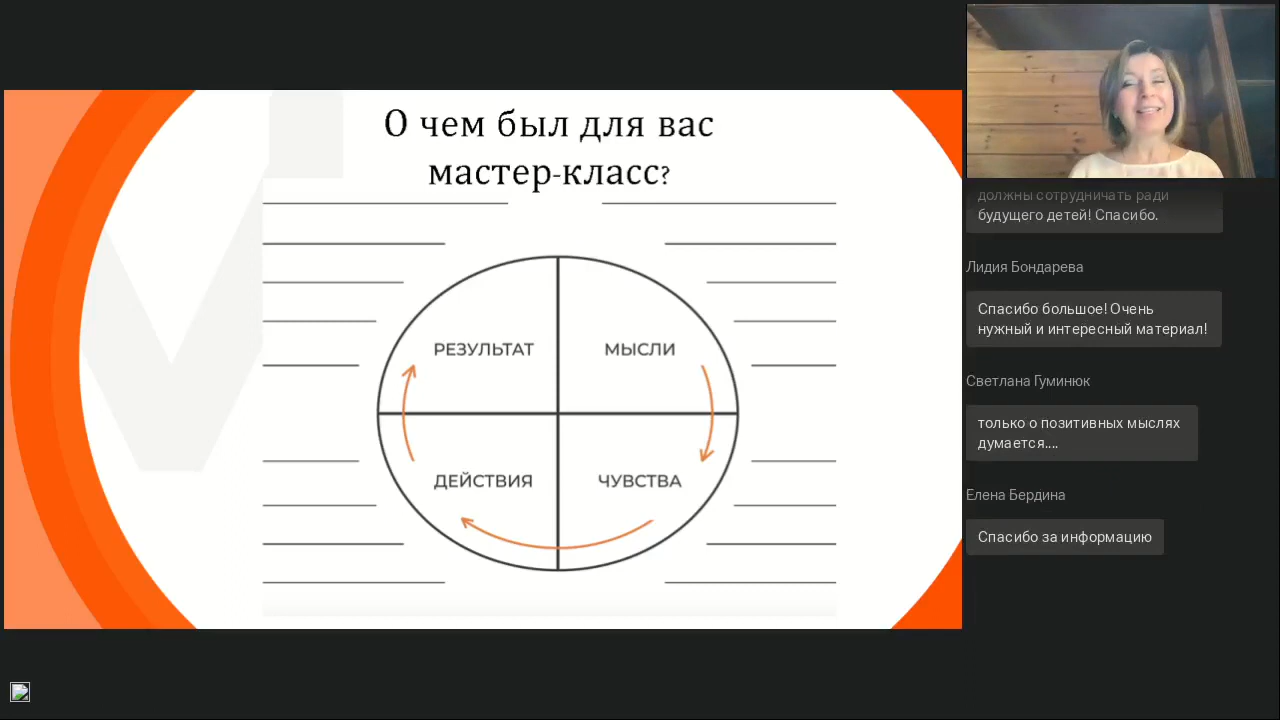 О чем был для вас
мастер-класс?
РЕЗУЛЬТАТ
МЫСЛИ
ДЕЙСТВИЯ
ЧУВСТВА
должны сотрудничать ради
будущего детей! Спасибо.
Лидия Бондарева
Спасибо большое! Очень
нужный и интересный материал!
Светлана Гуминюк
только о позитивных мыслях
думается....
Елена Бердина
Спасибо за информацию